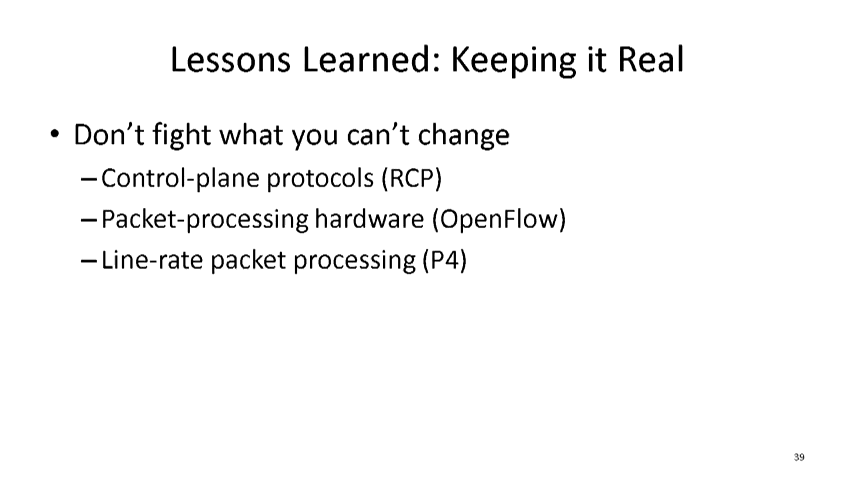 Lessons Learned: Keeping it Real
• Don’t fight what you can’t change
–Control-plane protocols (RCP)
–Packet-processing hardware (OpenFlow)
–Line-rate packet processing (P4)
39